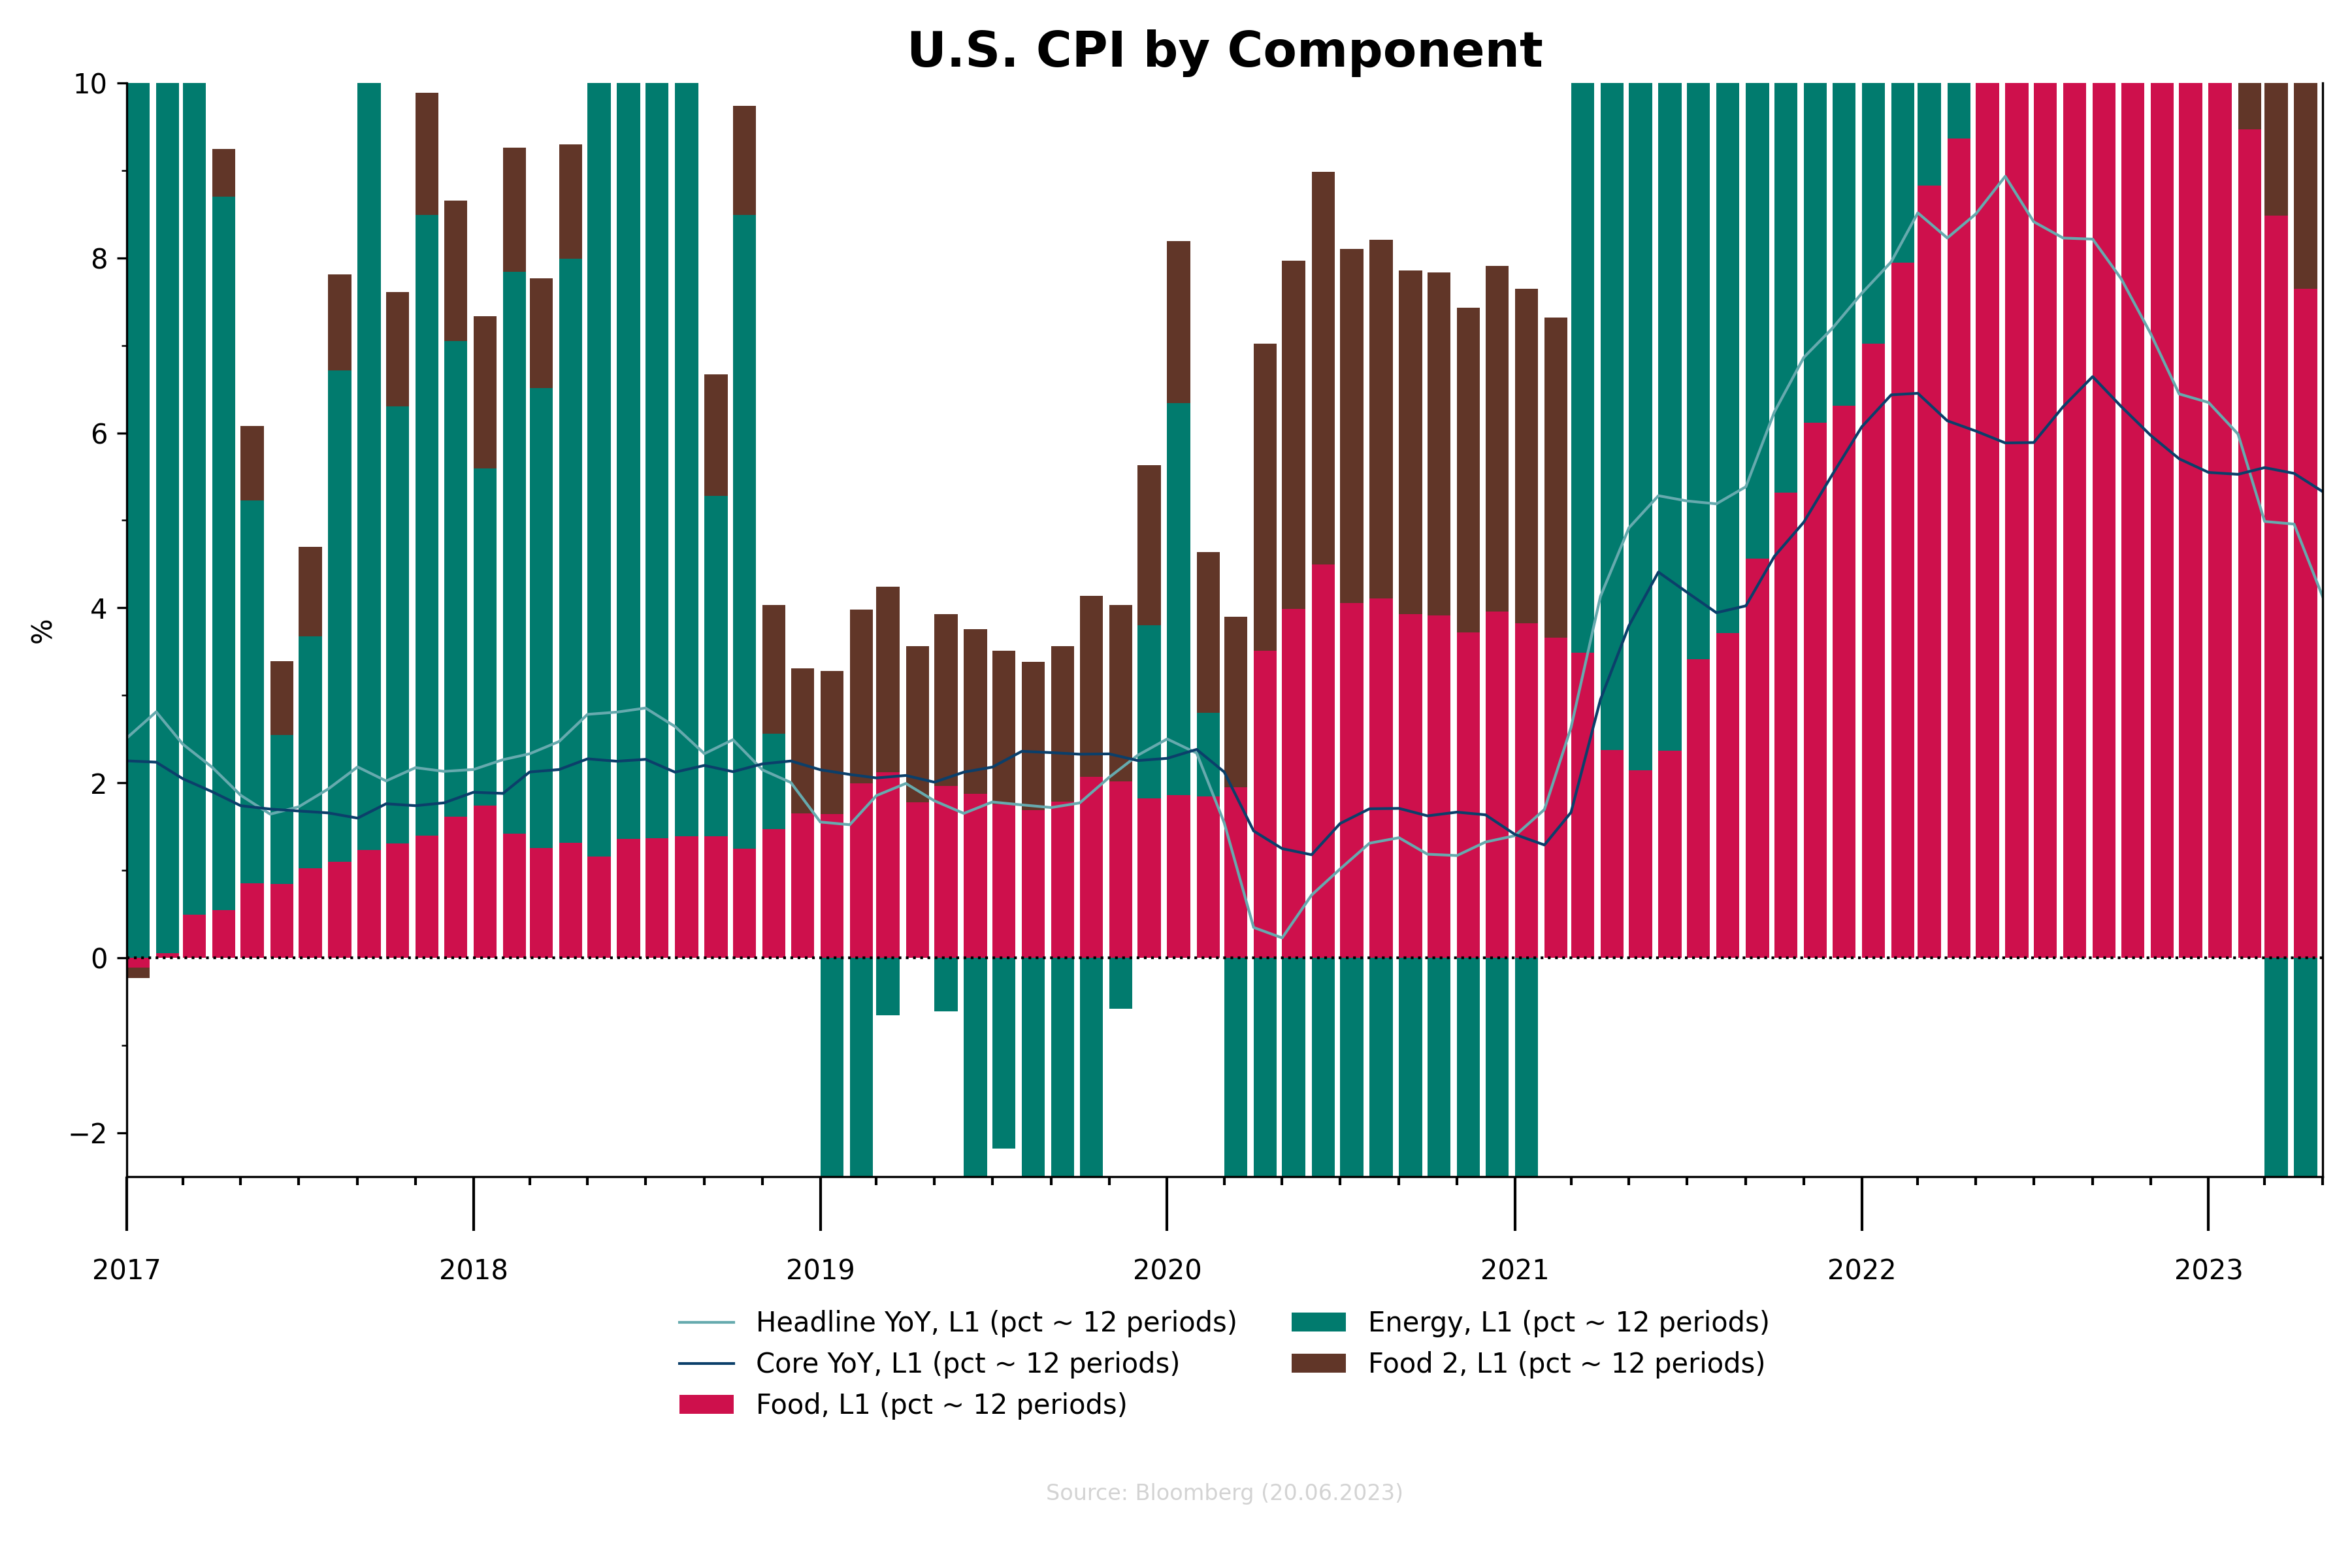 U.S. CPI by Component
10
8
6
4
2
0
−2
%
2017 2018 2019 2020 2021 2022 2023
Headline YoY, L1 (pct ~ 12 periods)
Core YoY, L1 (pct ~ 12 periods)
Food, L1 (pct ~ 12 periods)
Energy, L1 (pct ~ 12 periods)
Food 2, L1 (pct ~ 12 periods)
Source: Bloomberg (20.06.2023)